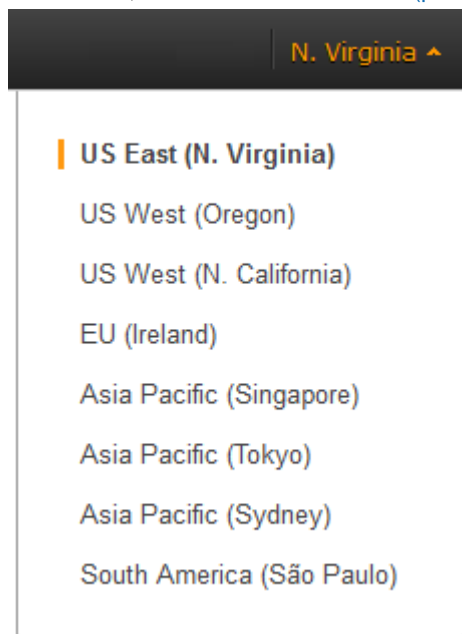 N. Virginia
US East (N. Virginia)
US West (Oregon)
US West (N. California)
EU (Ireland)
Asia Pacific (Singapore)
Asia Pacific (Tokyo)
Asia Pacific (Sydney)
South America (São Paulo)